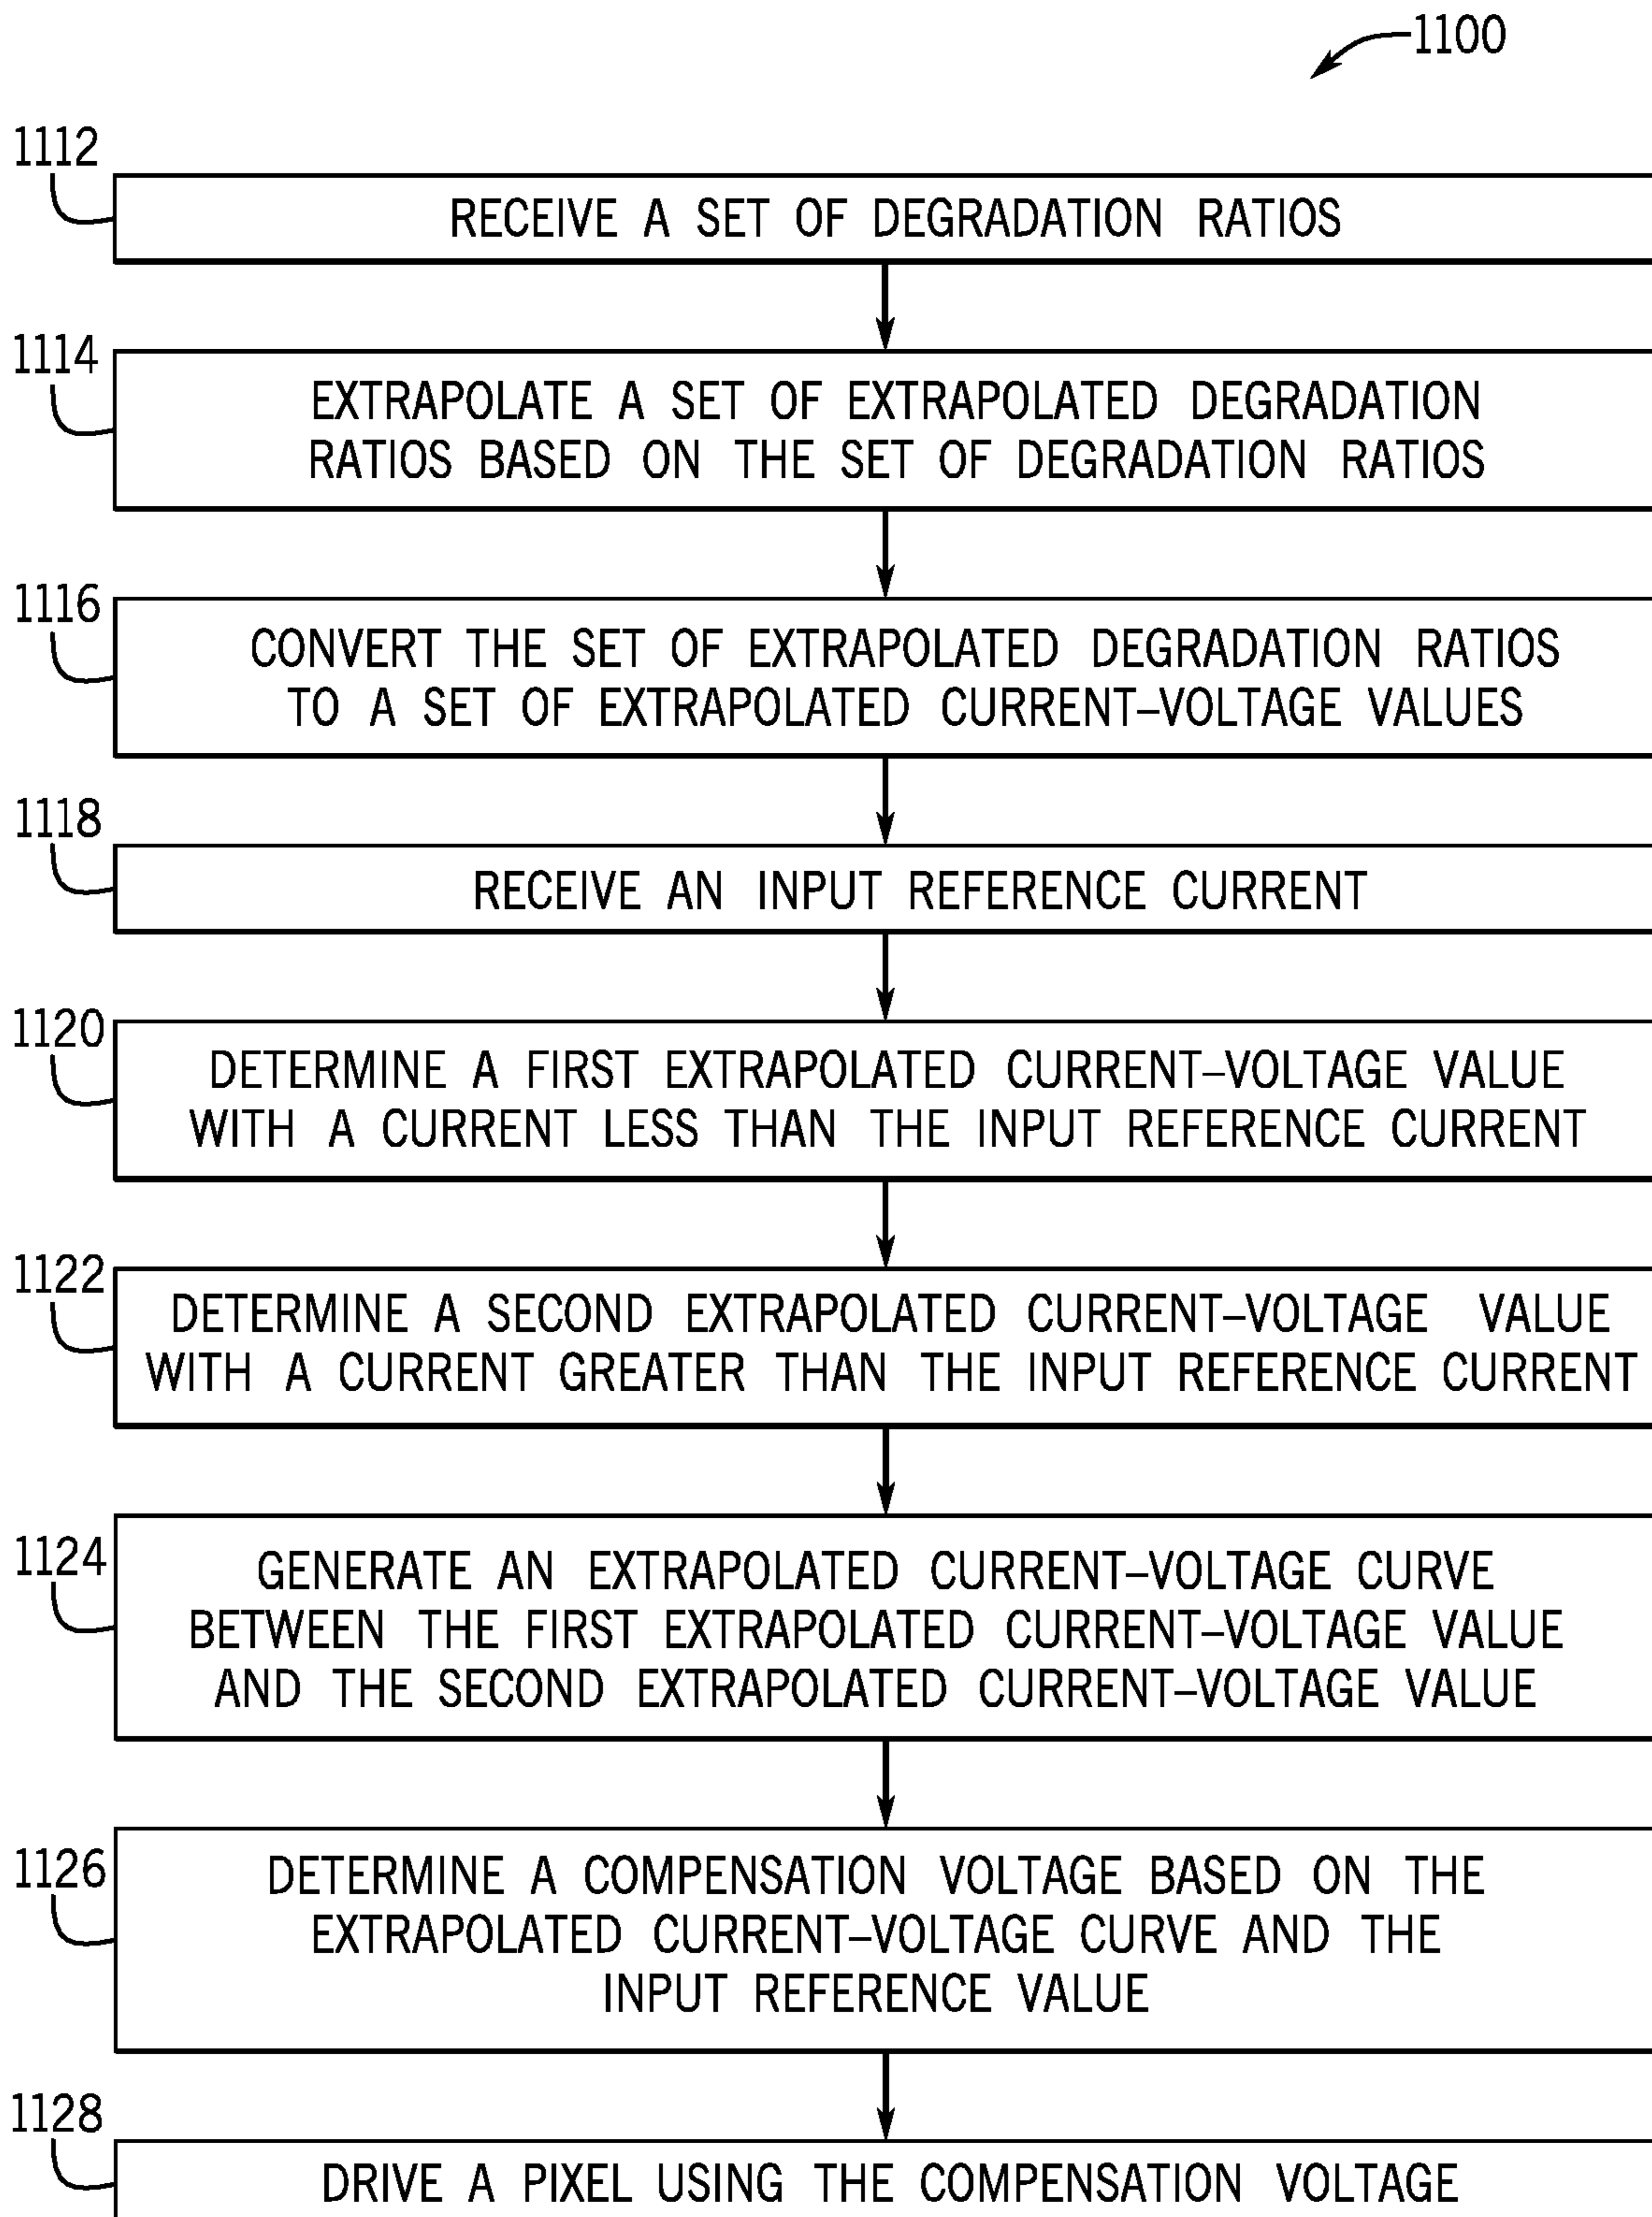 1100
1112
RECEIVE A SET OF DEGRADATION RATIOS
1114
EXTRAPOLATE A SET OF EXTRAPOLATED DEGRADATION
RATIOS BASED ON THE SET OF DEGRADATION RATIOS
1116
CONVERT THE SET OF EXTRAPOLATED DEGRADATION RATIOS
TO A SET OF EXTRAPOLATED CURRENT–VOLTAGE VALUES
1118
RECEIVE AN INPUT REFERENCE CURRENT
1120
DETERMINE A FIRST EXTRAPOLATED CURRENT–VOLTAGE VALUE
WITH A CURRENT LESS THAN THE INPUT REFERENCE CURRENT
1122
DETERMINE A SECOND EXTRAPOLATED CURRENT–VOLTAGE VALUE
WITH A CURRENT GREATER THAN THE INPUT REFERENCE CURRENT
1124
GENERATE AN EXTRAPOLATED CURRENT–VOLTAGE CURVE
BETWEEN THE FIRST EXTRAPOLATED CURRENT–VOLTAGE VALUE
AND THE SECOND EXTRAPOLATED CURRENT–VOLTAGE VALUE
1126
DETERMINE A COMPENSATION VOLTAGE BASED ON THE
EXTRAPOLATED CURRENT–VOLTAGE CURVE AND THE
INPUT REFERENCE VALUE
1128
DRIVE A PIXEL USING THE COMPENSATION VOLTAGE